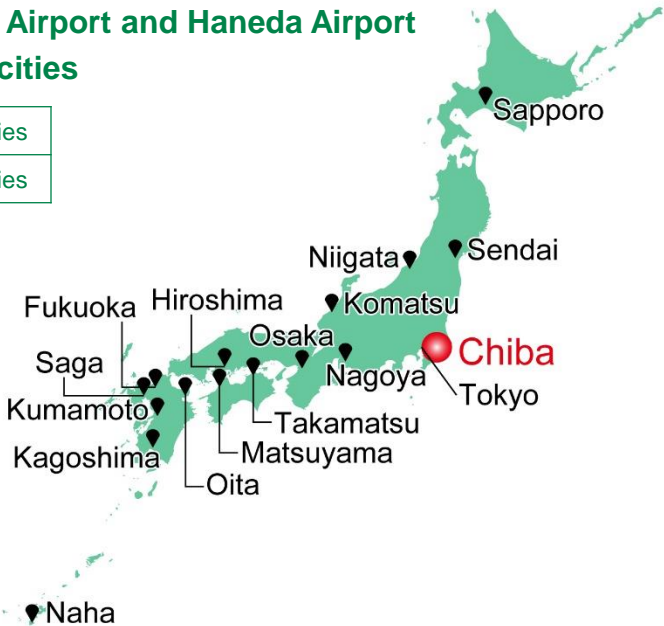 Airport and Haneda Airport
cities
ies
ies
Sapporo
Niigata
Sendai
Fukuoka
Hiroshima
Komatsu
Osaka
Chiba
Saga
Nagoya
Tokyo
Kumamoto
Takamatsu
Kagoshima
Matsuyama
Oita
Naha